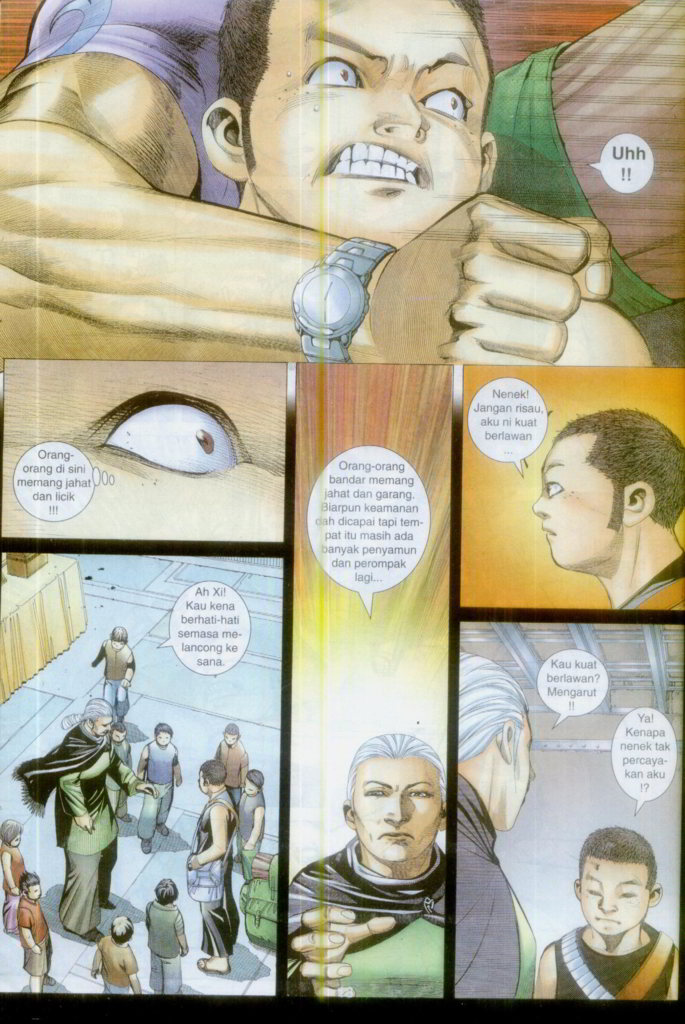 Uhh
!!
Orang-
orang di sini
memang jahat
dan licik
!!!
Orang-orang
bandar memang
jahat dan garang.
Biarpun keamanan
dah dicapai tapi tem-
pat itu masih ada
banyak penyamun
dan perompak
lagi...
Nenek!
Jangan risau,
aku ni kuat
berlawan
...
Ah Xi!
Kau kena
berhati-hati
semasa me-
lancong ke
sana.
Kau kuat
berlawan?
Mengarut
!!
Ya!
Kenapa
nenek tak
percaya-
kan aku
!?